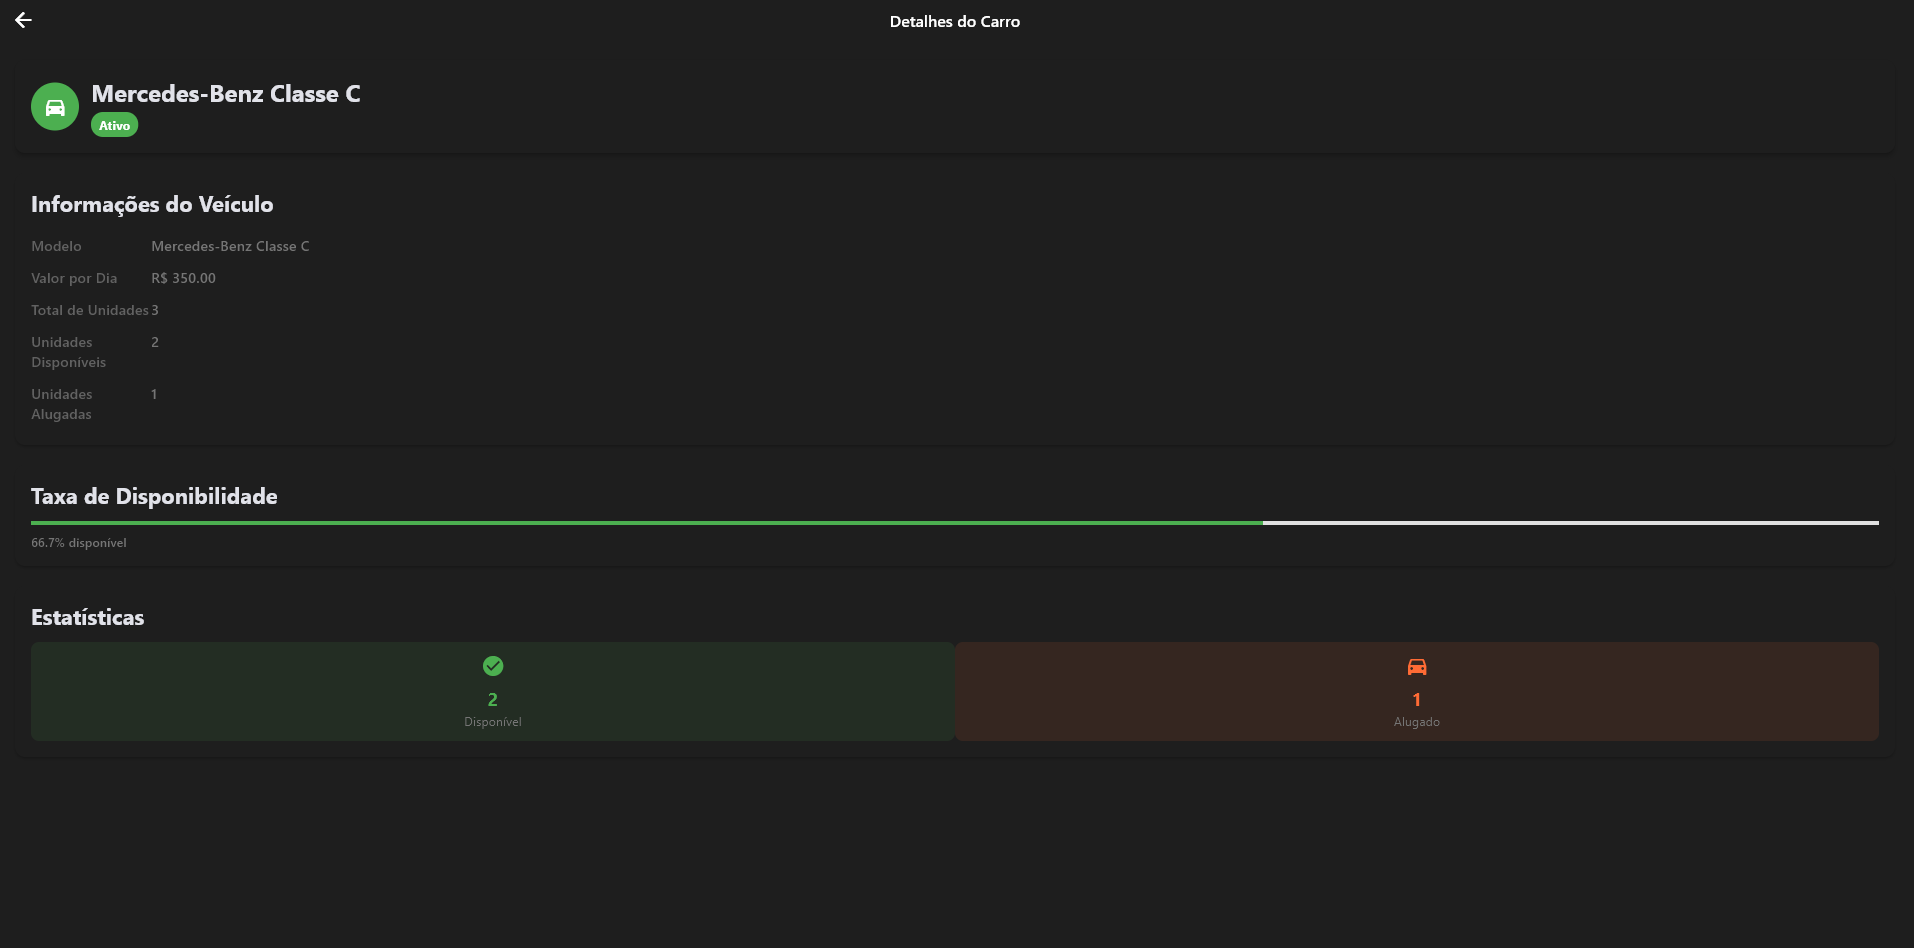 Detalhes do Carro
Mercedes-Benz Classe C
Ativo
Informações do Veículo
Modelo Mercedes-Benz Classe C
Valor por Dia R$ 350.00
Total de Unidades 3
Unidades Disponíveis 2
Unidades Alugadas 1
Taxa de Disponibilidade
66.7% disponível
Estatísticas
2
Disponível
1
Alugado